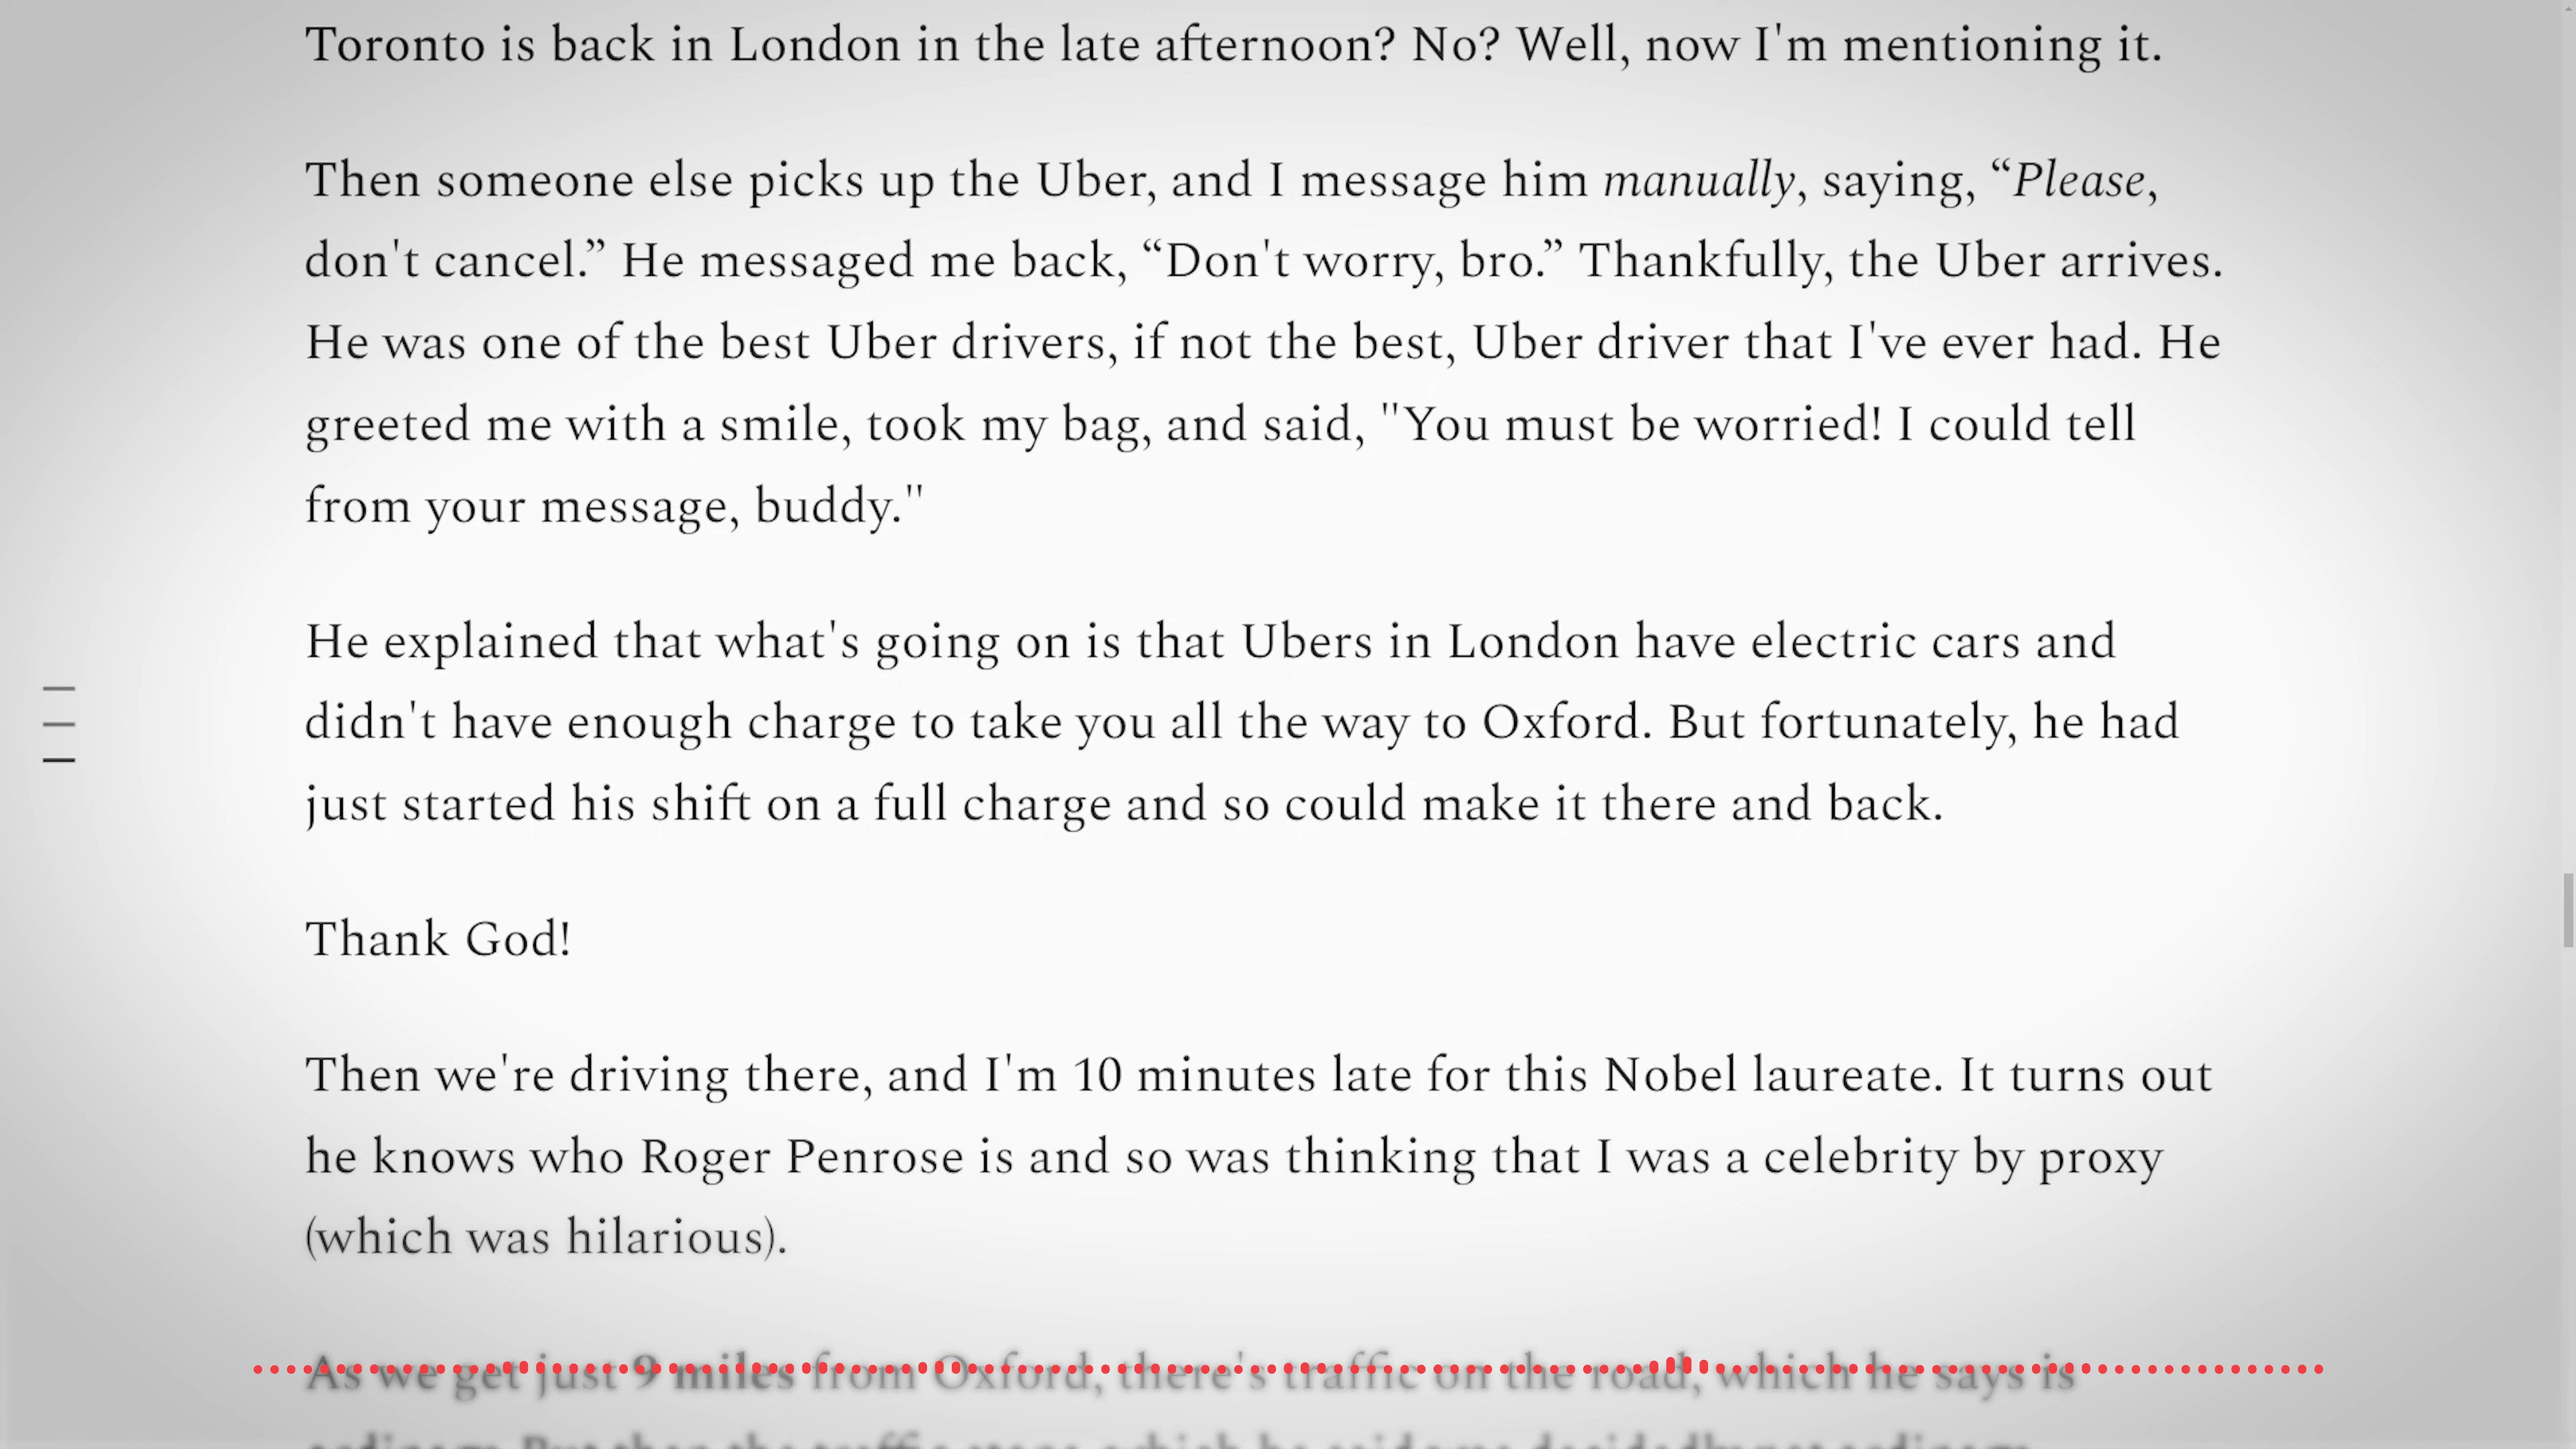 Toronto is back in London in the late afternoon? No? Well, now I'm mentioning it.
Then someone else picks up the Uber, and I message him manually, saying, “Please,
don't cancel.” He messaged me back, “Don't worry, bro.” Thankfully, the Uber arrives.
He was one of the best Uber drivers, if not the best, Uber driver that I've ever had. He
greeted me with a smile, took my bag, and said, "You must be worried! I could tell
from your message, buddy."
He explained that what's going on is that Ubers in London have electric cars and
didn't have enough charge to take you all the way to Oxford. But fortunately, he had
just started his shift on a full charge and so could make it there and back.
Thank God!
Then we're driving there, and I'm 10 minutes late for this Nobel laureate. It turns out
he knows who Roger Penrose is and so was thinking that I was a celebrity by proxy
(which was hilarious).
As we get just 9 miles from Oxford, there's traffic on the road, which he says is